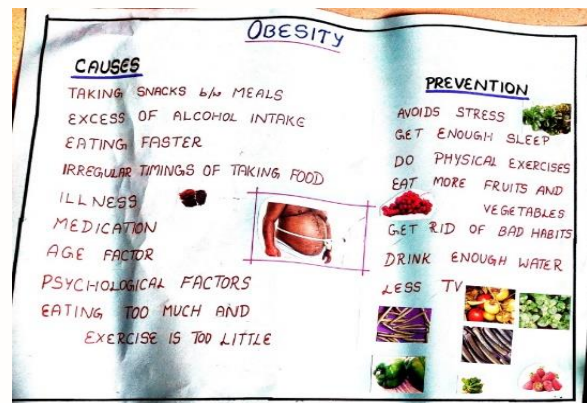 OBESITY
CAUSES
TAKING SNACKS b/w MEALS
EXCESS OF ALCOHOL INTAKE
EATING FASTER
IRREGULAR TIMINGS OF TAKING FOOD
ILLNESS
MEDICATION
AGE FACTOR
PSYCHOLOGICAL FACTORS
EATING TOO MUCH AND
EXERCISE IS TOO LITTLE
PREVENTION
AVOIDS STRESS
GET ENOUGH SLEEP
DO PHYSICAL EXERCISES
EAT MORE FRUITS AND
VEGETABLES
GET RID OF BAD HABITS
DRINK ENOUGH WATER
LESS TV